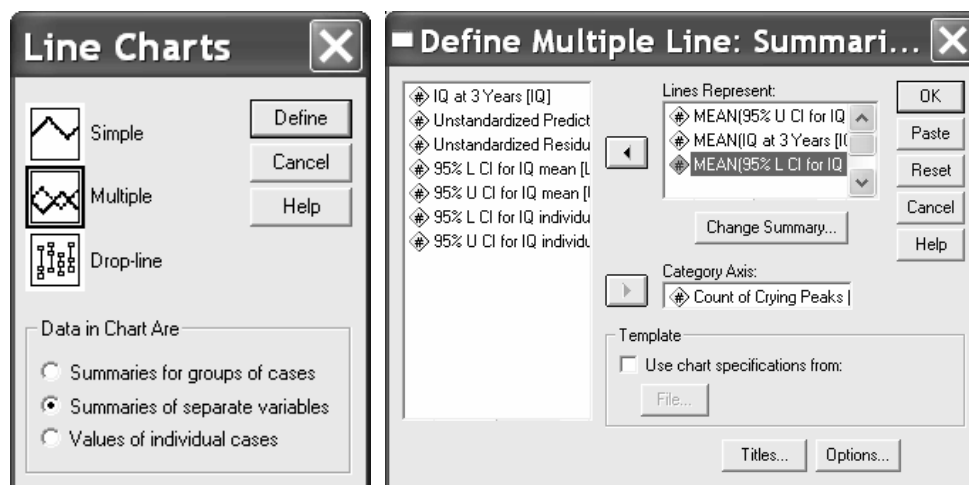 Line Charts
Simple
Multiple
Drop-line
Define
Cancel
Help
Data in Chart Are
Summaries for groups of cases
Summaries of separate variables
Values of individual cases
Define Multiple Line: Summari...
IQ at 3 Years [IQ]
Unstandardized Predict
Unstandardized Residu
95% L CI for IQ mean [L
95% U CI for IQ mean [
95% L CI for IQ individu
95% U CI for IQ individu
Lines Represent:
MEAN(95% U CI for IQ
MEAN(IQ at 3 Years [I
MEAN(95% L CI for IQ
Change Summary...
Category Axis:
Count of Crying Peaks [
Template
Use chart specifications from:
File...
Titles...
Options...
OK
Paste
Reset
Cancel
Help